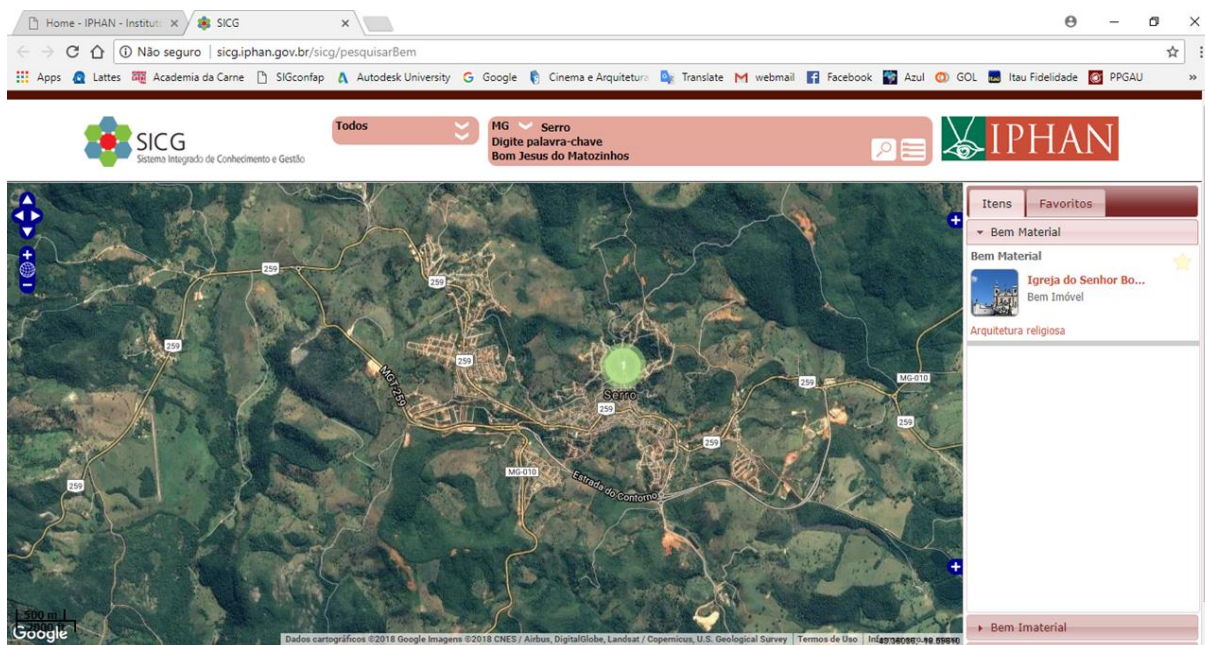 Home - IPHAN - Institut
SICG
Não seguro | sicg.iphan.gov.br/sicg/pesquisarBem
Apps Lattes Academia da Carne SIGconfap Autodesk University Google Cinema e Arquitetura Translate webmail Facebook Azul GOL Itau Fidelidade PPGAU »
SICG
Sistema Integrado de Conhecimento e Gestão
Todos
MG Serro
Digite palavra-chave
Bom Jesus do Matozinhos
IPHAN
Itens Favoritos
Bem Material
Bem Material
Igreja do Senhor Bo...
Bem Imóvel
Arquitetura religiosa
259
259
259
259
1
Serro
259
259
MG-010
259
MGT-259
259
MG-010
Estrada do Contorno
259
500 m
Google
Dados cartográficos ©2018 Google Imagens ©2018 CNES / Airbus, DigitalGlobe, Landsat / Copernicus, U.S. Geological Survey
Termos de Uso
Bem Imaterial